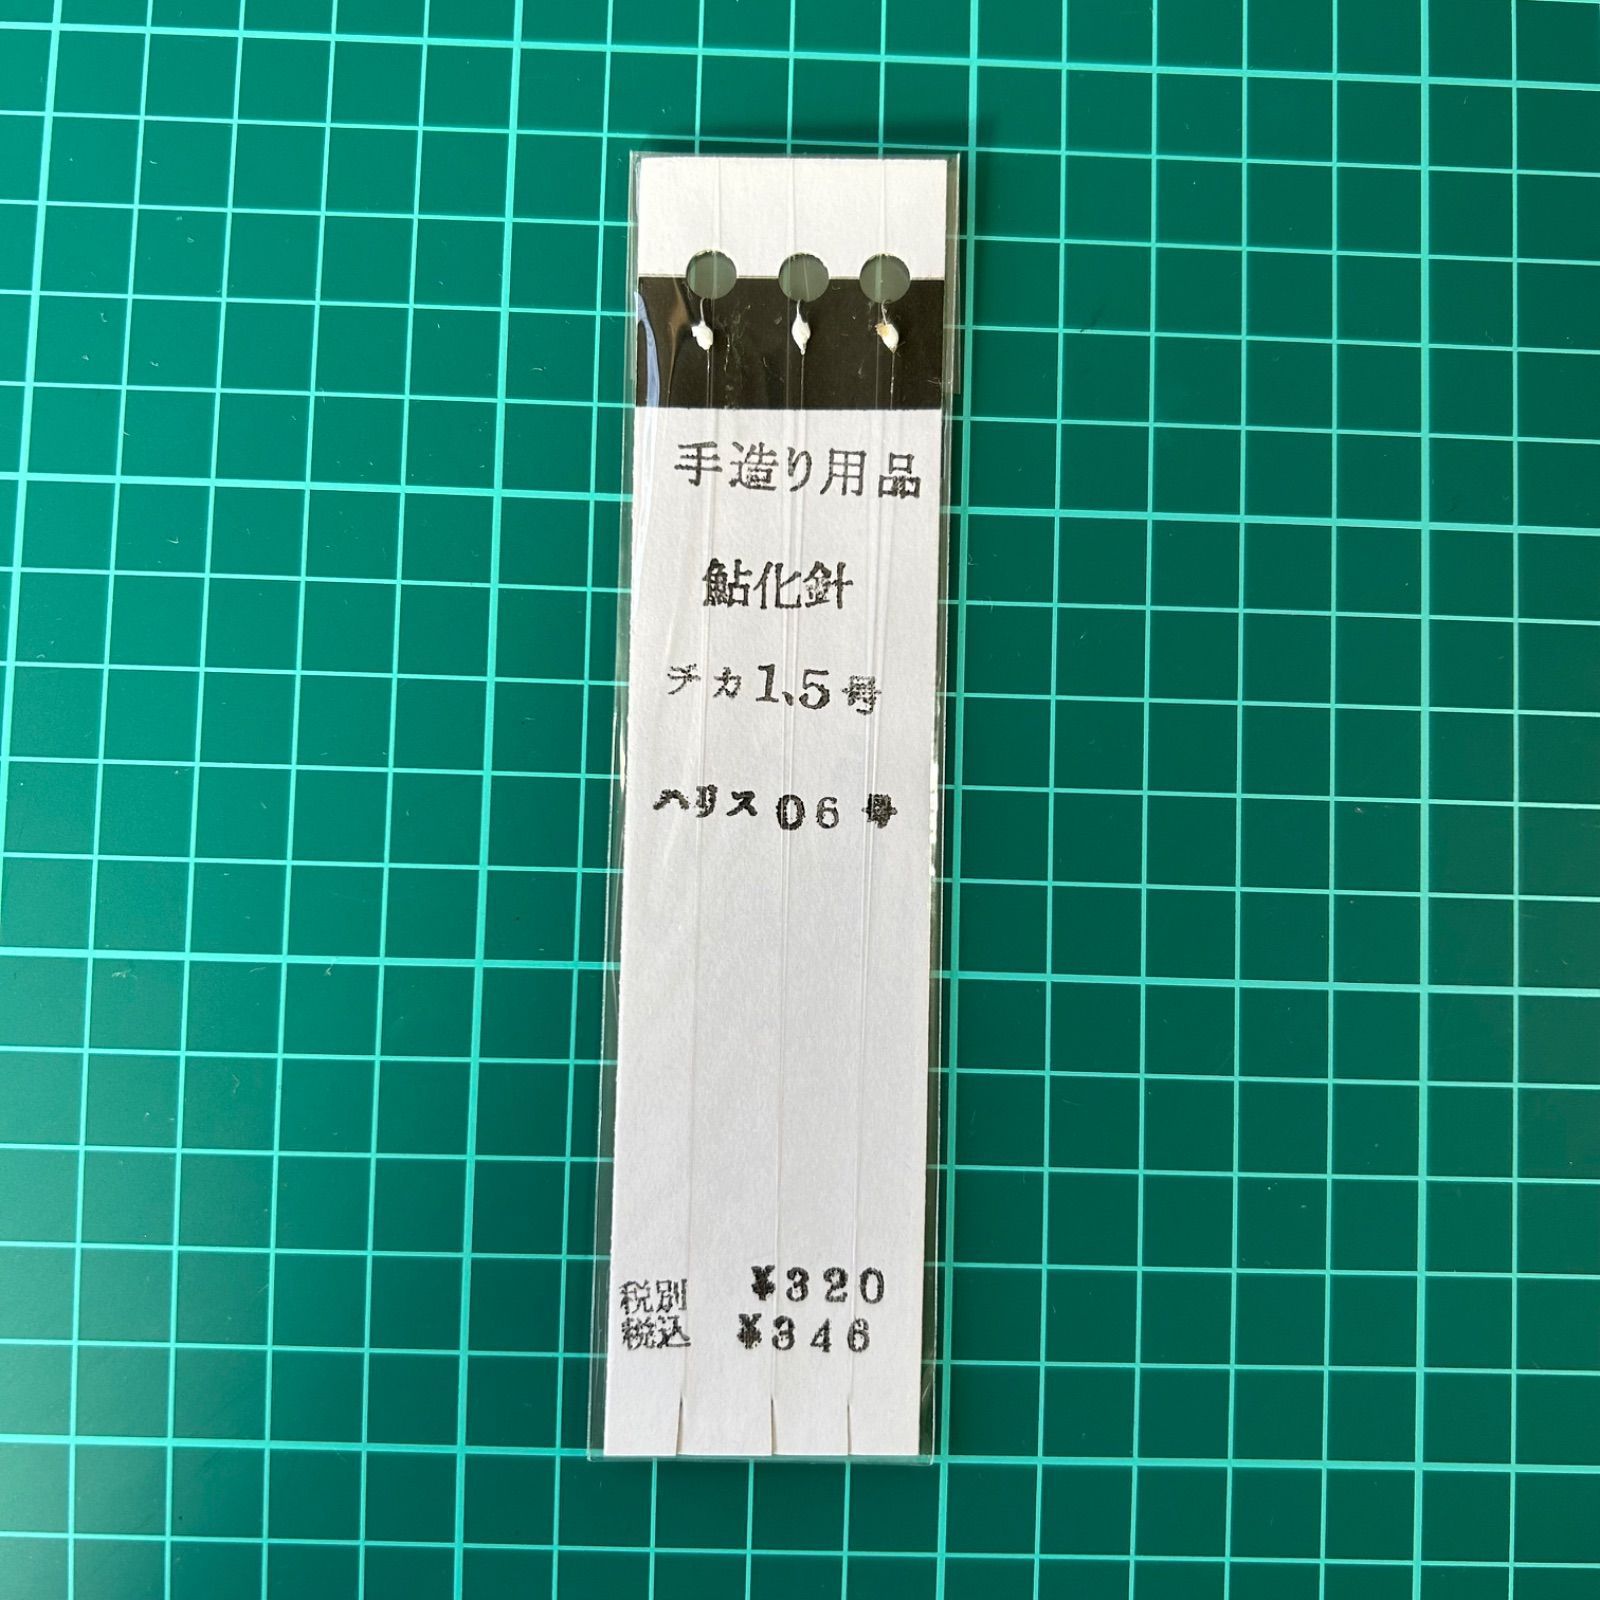 手造り用品
鮎化針
チカ1、5号
ハリス06号
税別 ¥320
税込 ¥346